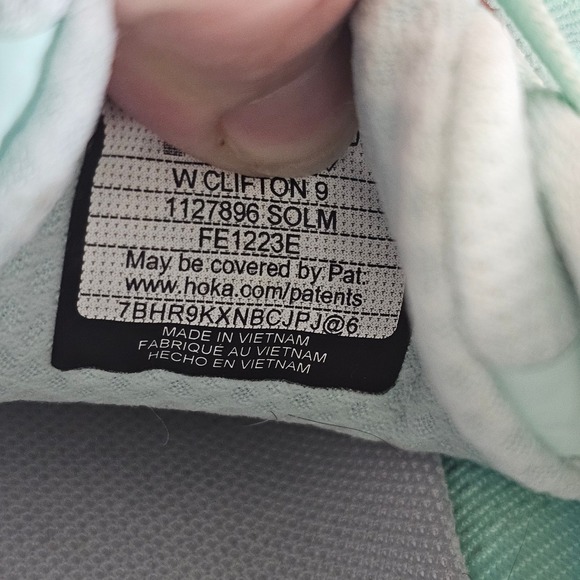 W CLIFTON 9
1127896 SOLM
FE1223E
May be covered by Pat:
www.hoka.com/patents
7BHR9KXNBCJPJ@6
MADE IN VIETNAM
FABRIQUÉ AU VIETNAM
HECHO EN VIETNAM